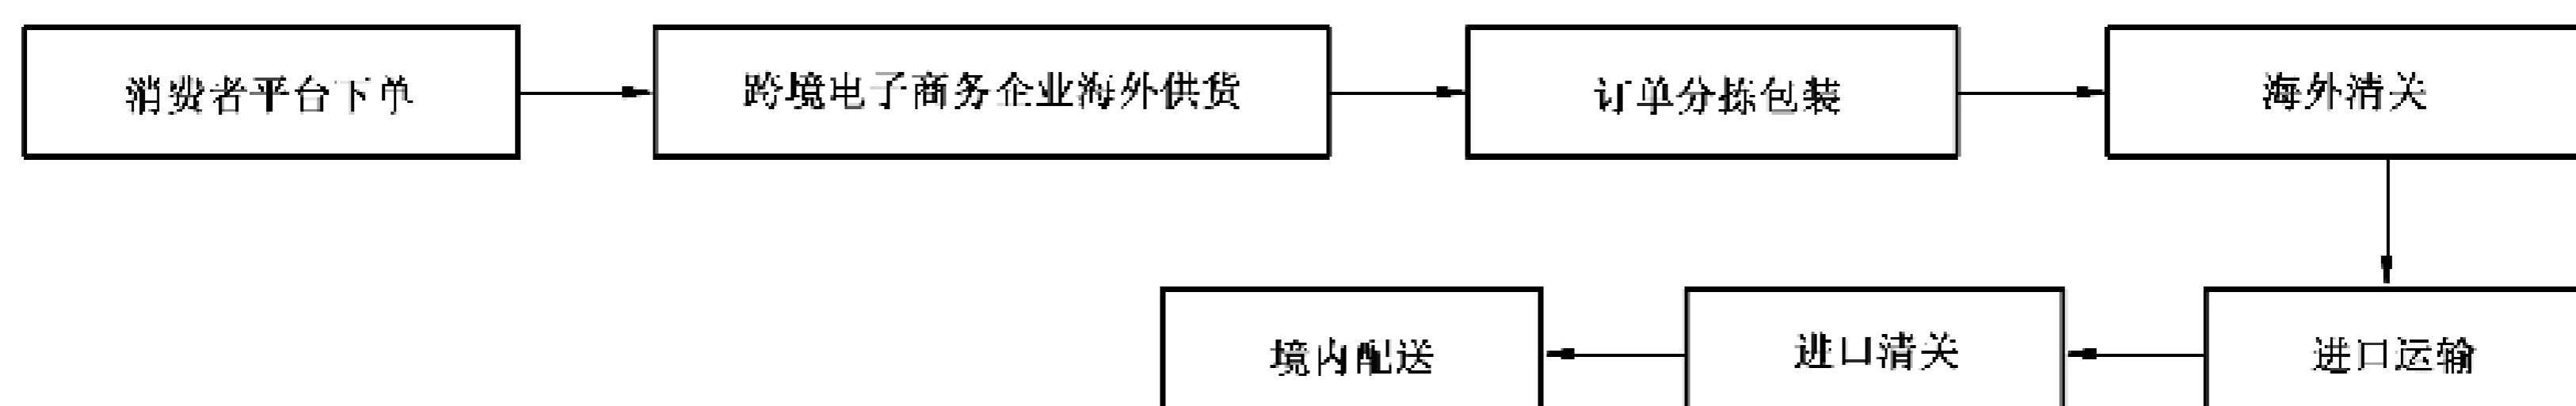 消费者平台下单
跨境电子商务企业海外供货
订单分拣包装
海外清关
进口运输
进口清关
境内配送